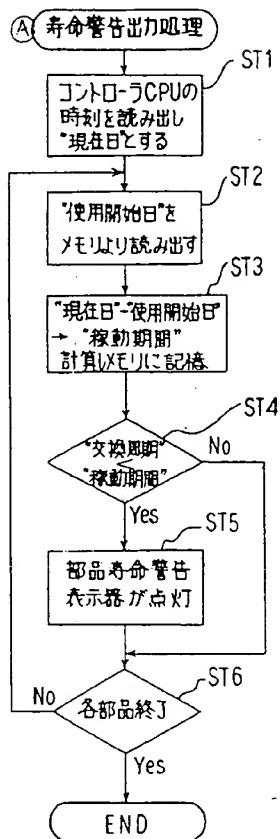 Ⓐ 寿命警告出力処理
ST1
コントローラCPUの
時刻を読み出し
"現在日"とする
ST2
"使用開始日"を
メモリより読み出す
ST3
"現在日"-"使用開始日"
→ "稼動期間"
計算しメモリに記憶
ST4
"交換周期"
<
"稼動期間"
No
Yes
ST5
部品寿命警告
表示器が点灯
ST6
No
各部品終了
Yes
END